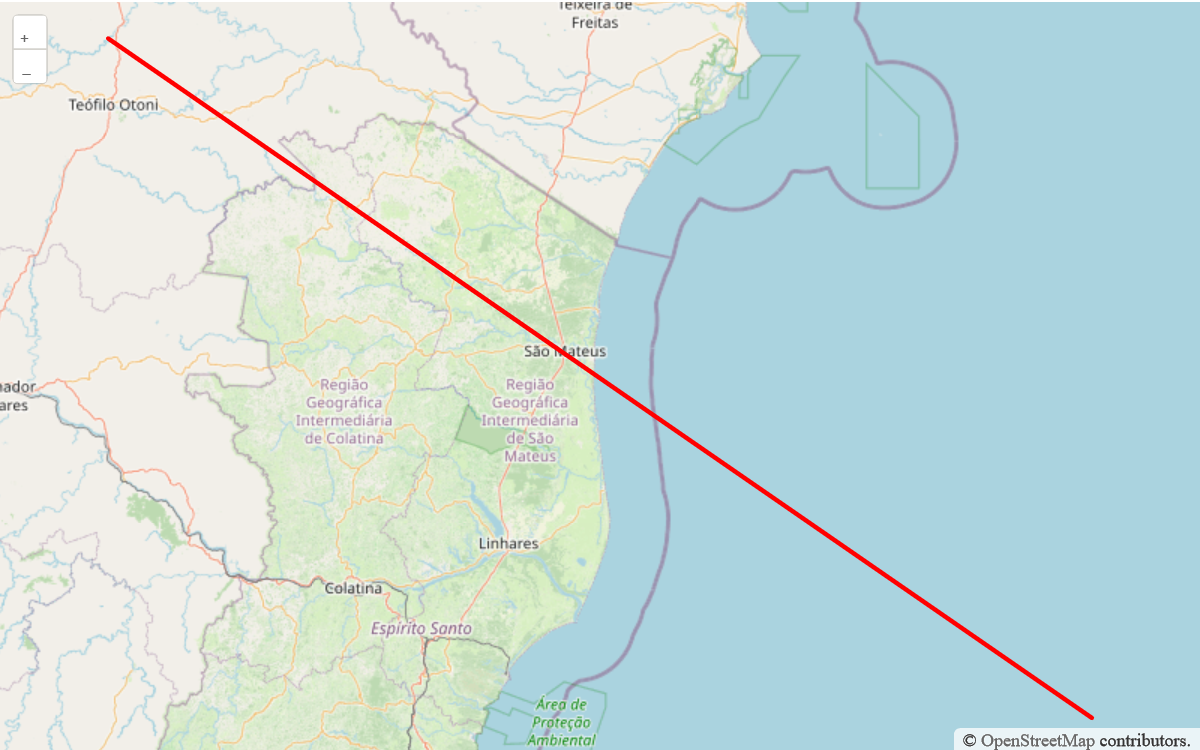 Teixeira de
Freitas
+
–
Teófilo Otoni
São Mateus
nador
ares
Região
Geográfica
Intermediária
de Colatina
Região
Geográfica
Intermediária
de São
Mateus
Linhares
Colatina
Espírito Santo
Área de
Proteção
Ambiental
© OpenStreetMap contributors.